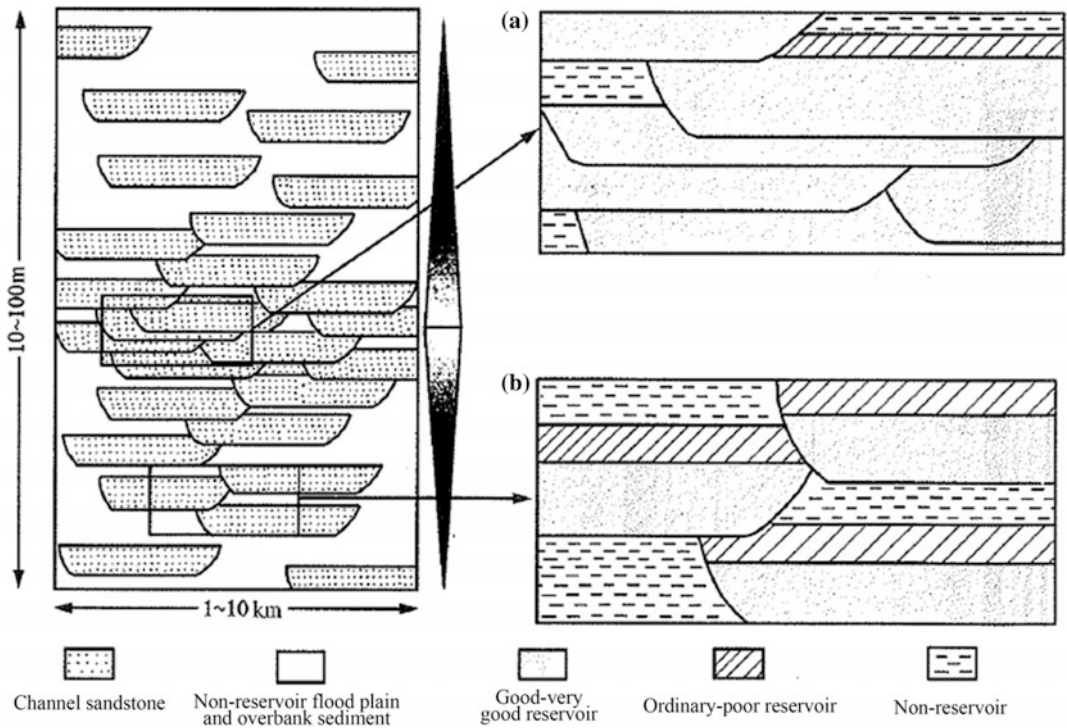 (a)
10~100m
(b)
1~10 km
Channel sandstone
Non-reservoir flood plain
and overbank sediment
Good-very
good reservoir
Ordinary-poor reservoir
Non-reservoir